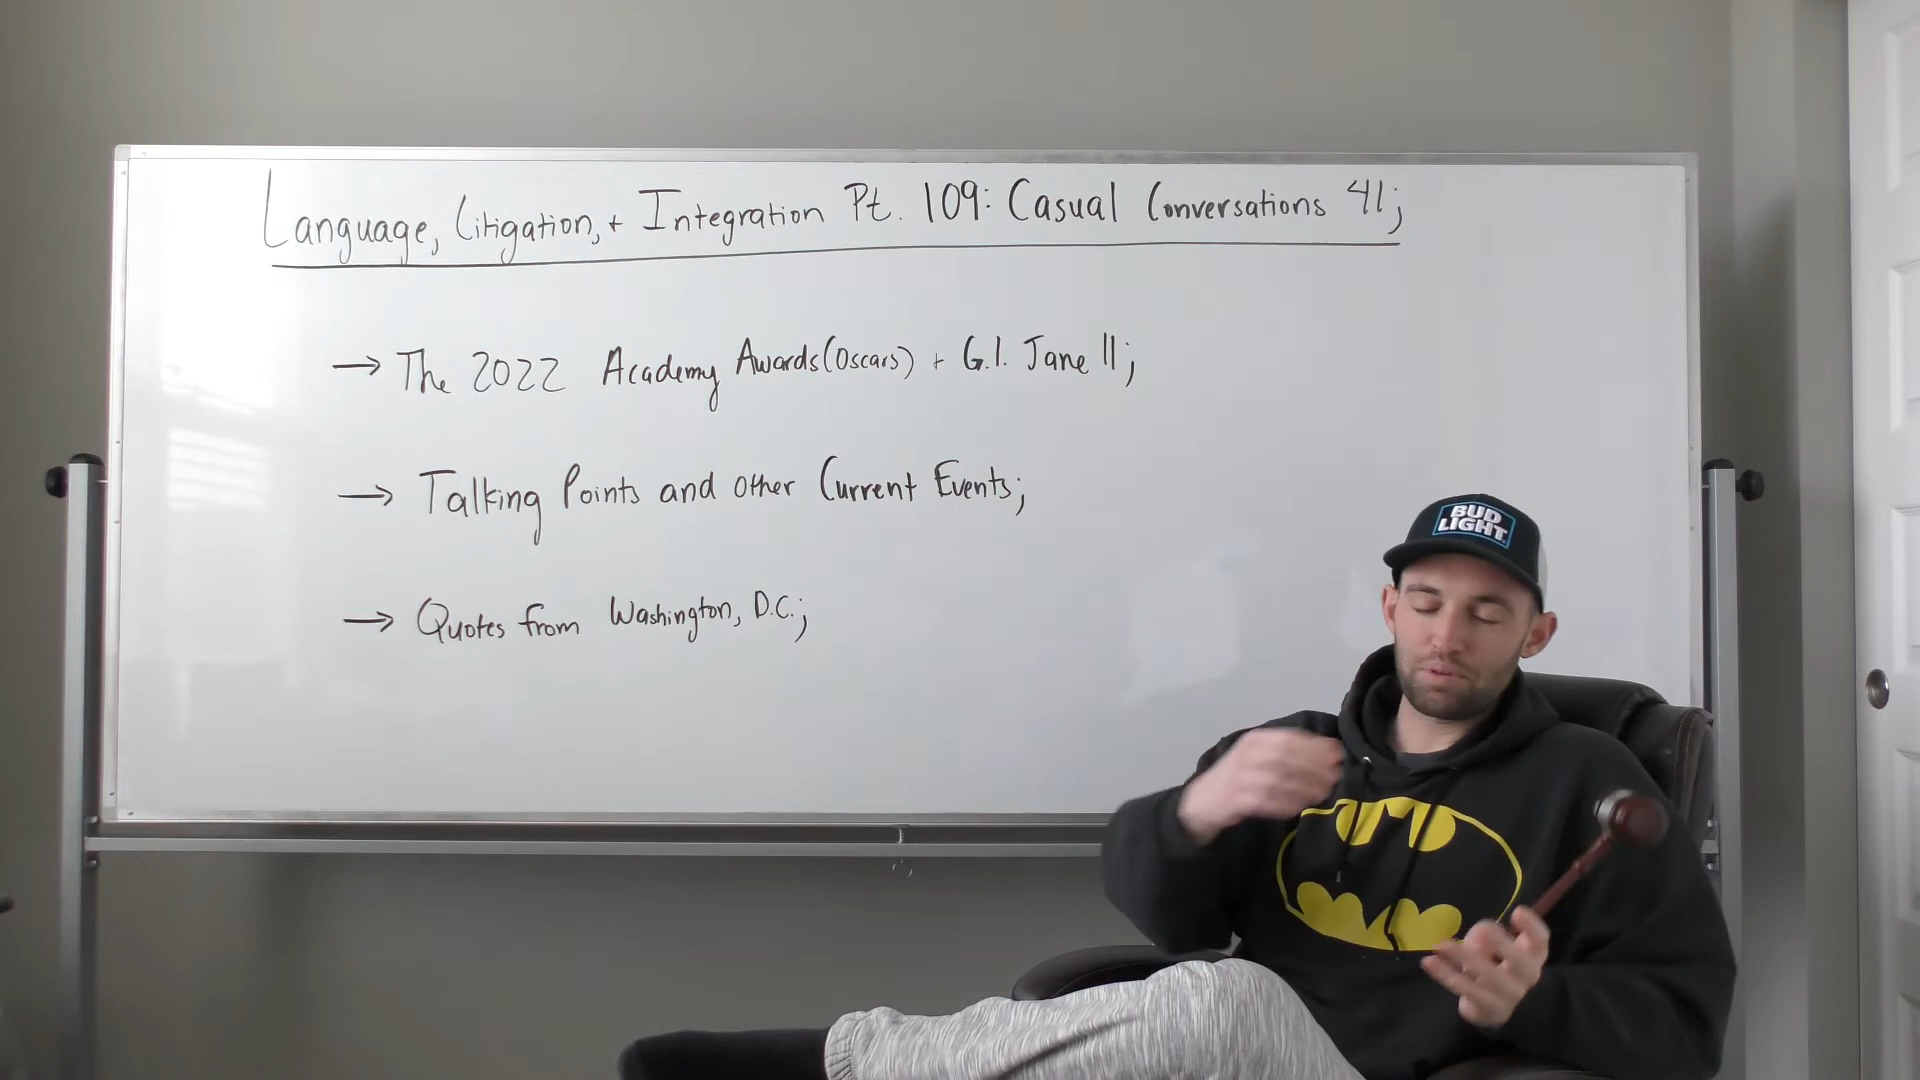 Language, Litigation, + Integration Pt. 109: Casual Conversations 41;
→ The 2022 Academy Awards (Oscars) + G.I. Jane II;
→ Talking Points and other Current Events;
→ Quotes from Washington, D.C.;
BUD
LIGHT